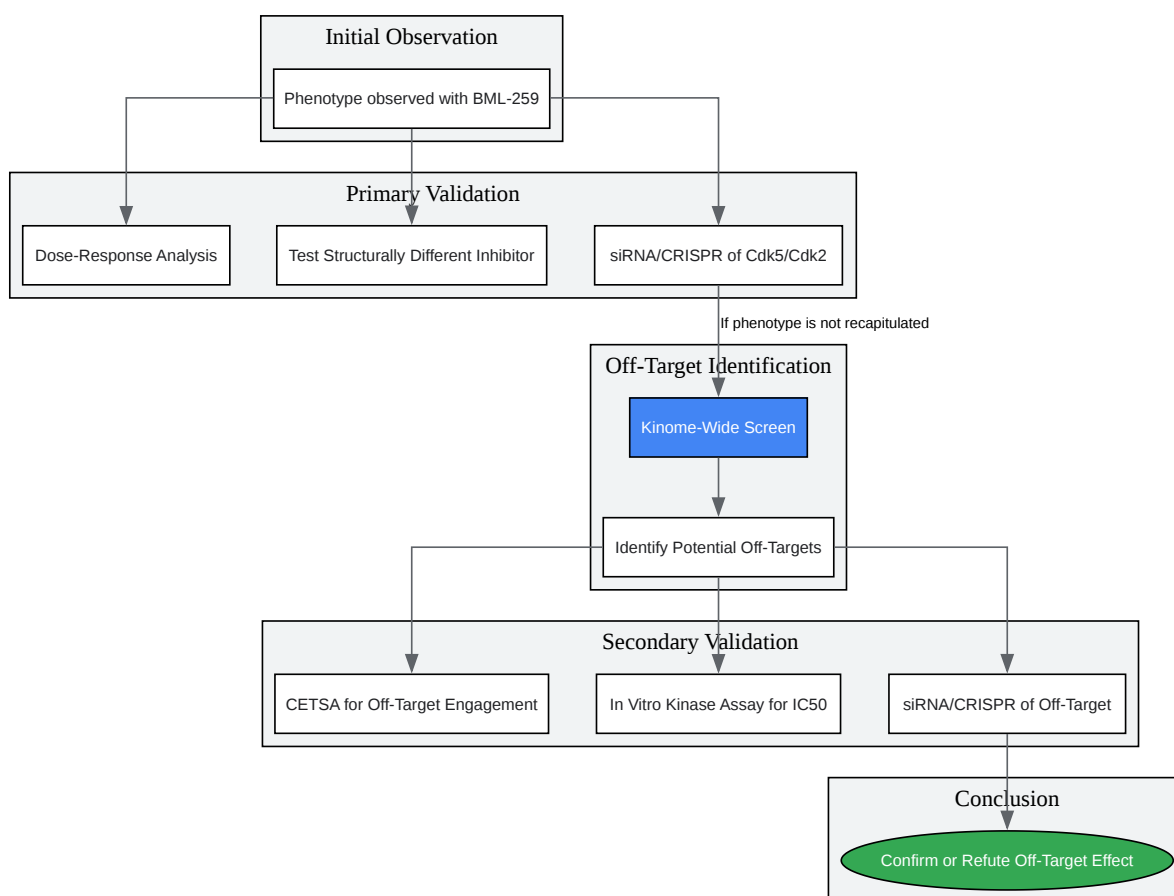 Initial Observation
Phenotype observed with BML-259
Primary Validation
Dose-Response Analysis
Test Structurally Different Inhibitor
siRNA/CRISPR of Cdk5/Cdk2
If phenotype is not recapitulated
Off-Target Identification
Kinome-Wide Screen
Identify Potential Off-Targets
Secondary Validation
CETSA for Off-Target Engagement
In Vitro Kinase Assay for IC50
siRNA/CRISPR of Off-Target
Conclusion
Confirm or Refute Off-Target Effect